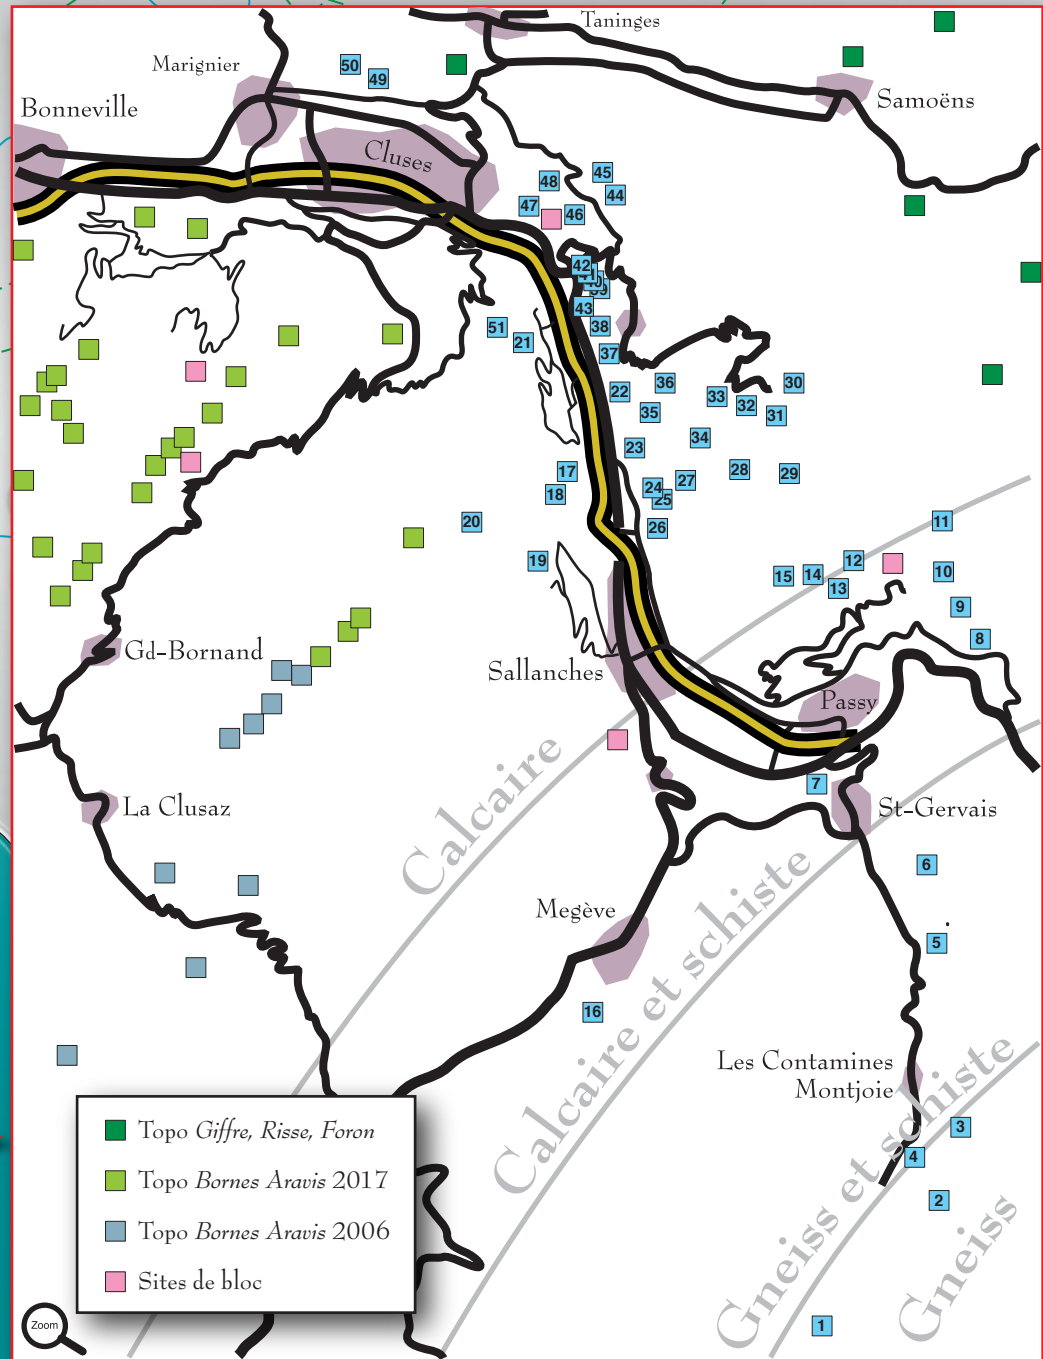 Taninges
Marignier
50
49
Bonneville
Samoëns
Cluses
48
45
44
47
46
42
41
40
39
43
51
21
38
37
22
36
35
33
32
30
31
34
23
17
18
24
25
27
28
29
26
20
19
11
12
15
14
13
10
9
8
Gd-Bornand
Sallanches
Passy
7
La Clusaz
St-Gervais
Calcaire
6
Megève
5
16
Calcaire et schiste
Les Contamines
Montjoie
3
4
2
Gneiss et schiste
Gneiss
1
Topo Giffre, Risse, Foron
Topo Bornes Aravis 2017
Topo Bornes Aravis 2006
Sites de bloc
Zoom